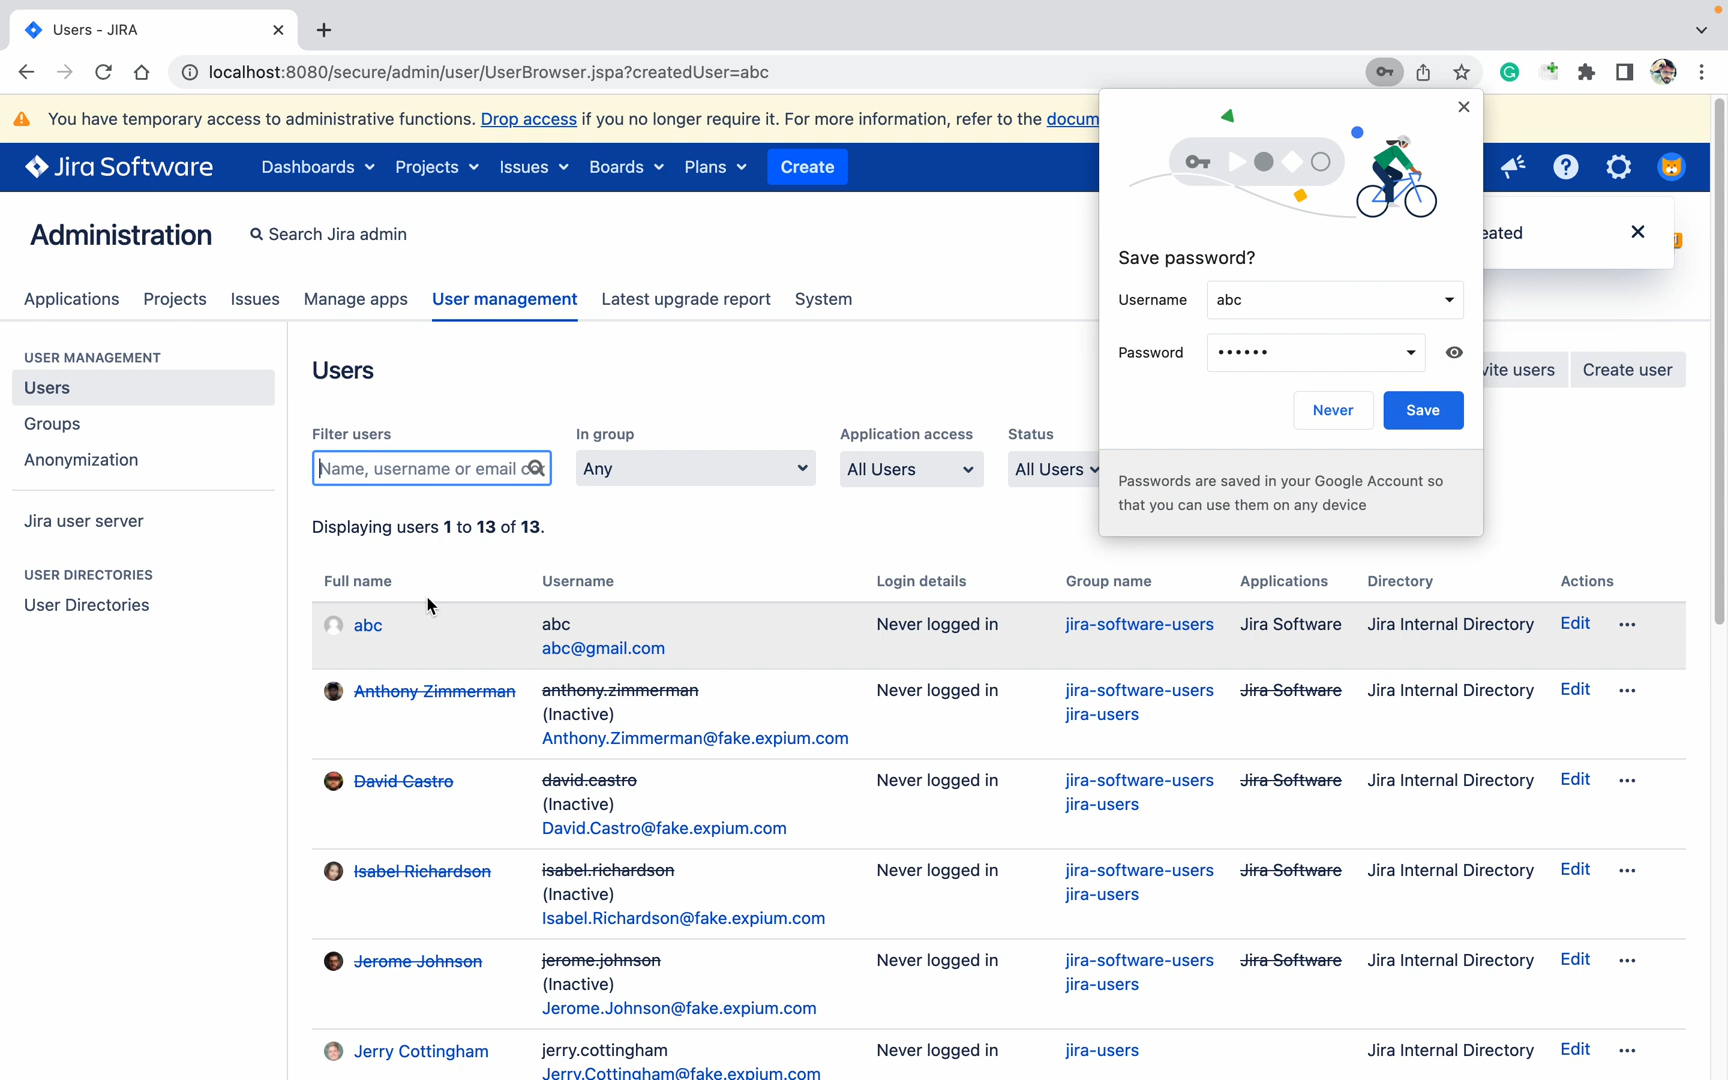 Users - JIRA
localhost:8080/secure/admin/user/UserBrowser.jspa?createdUser=abc
You have temporary access to administrative functions. Drop access if you no longer require it. For more information, refer to the docum
Jira Software Dashboards Projects Issues Boards Plans Create
Administration Search Jira admin
eated
Applications Projects Issues Manage apps User management Latest upgrade report System
Save password?
Username abc
Password ••••••
Never Save
Passwords are saved in your Google Account so
that you can use them on any device
USER MANAGEMENT
Users
Groups
Anonymization
Jira user server
USER DIRECTORIES
User Directories
Users
vite users Create user
Filter users In group Application access Status
Name, username or email Any All Users All Users
Displaying users 1 to 13 of 13.
Full name Username Login details Group name Applications Directory Actions
abc abc Never logged in jira-software-users Jira Software Jira Internal Directory Edit ···
abc@gmail.com
Anthony Zimmerman anthony.zimmerman Never logged in jira-software-users Jira Software Jira Internal Directory Edit ···
(Inactive) jira-users
Anthony.Zimmerman@fake.expium.com
David Castro david.castro Never logged in jira-software-users Jira Software Jira Internal Directory Edit ···
(Inactive) jira-users
David.Castro@fake.expium.com
Isabel Richardson isabel.richardson Never logged in jira-software-users Jira Software Jira Internal Directory Edit ···
(Inactive) jira-users
Isabel.Richardson@fake.expium.com
Jerome Johnson jerome.johnson Never logged in jira-software-users Jira Software Jira Internal Directory Edit ···
(Inactive) jira-users
Jerome.Johnson@fake.expium.com
Jerry Cottingham jerry.cottingham Never logged in jira-users Jira Internal Directory Edit ···
Jerry.Cottingham@fake.expium.com